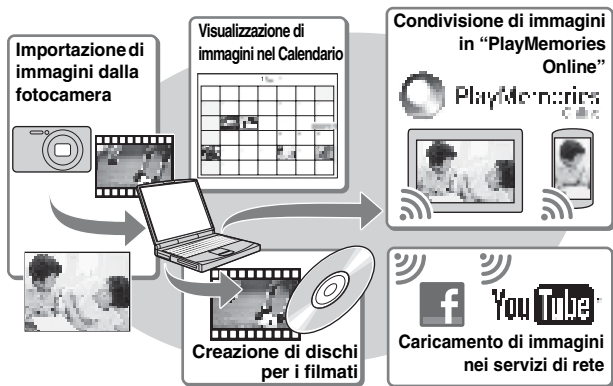 Importazione di
immagini dalla
fotocamera
Visualizzazione di
immagini nel Calendario
Condivisione di immagini
in “PlayMemories
Online”
PlayMemories
Creazione di dischi
per i filmati
f
You Tube
Caricamento di immagini
nei servizi di rete